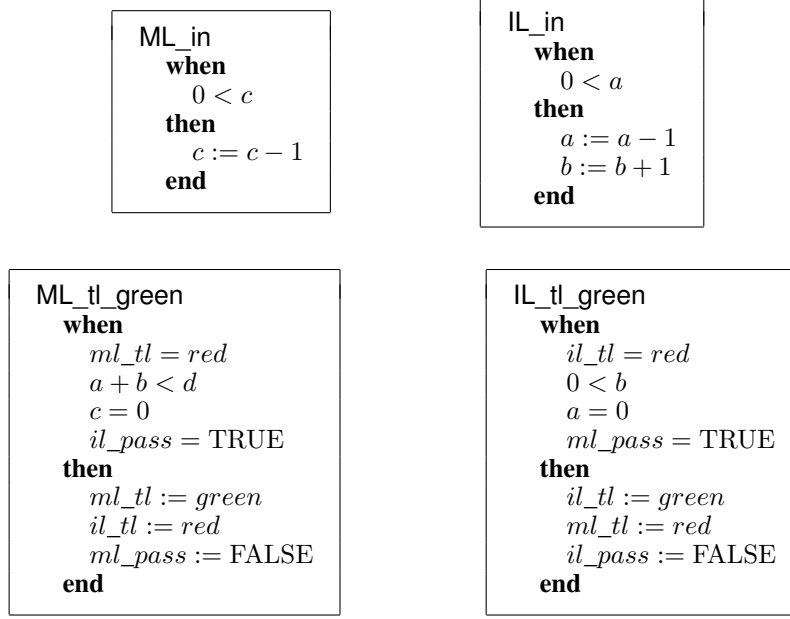 ML_in
when
0 < c
then
c := c − 1
end
IL_in
when
0 < a
then
a := a − 1
b := b + 1
end
ML_tl_green
when
ml_tl = red
a + b < d
c = 0
il_pass = TRUE
then
ml_tl := green
il_tl := red
ml_pass := FALSE
end
IL_tl_green
when
il_tl = red
0 < b
a = 0
ml_pass = TRUE
then
il_tl := green
ml_tl := red
il_pass := FALSE
end